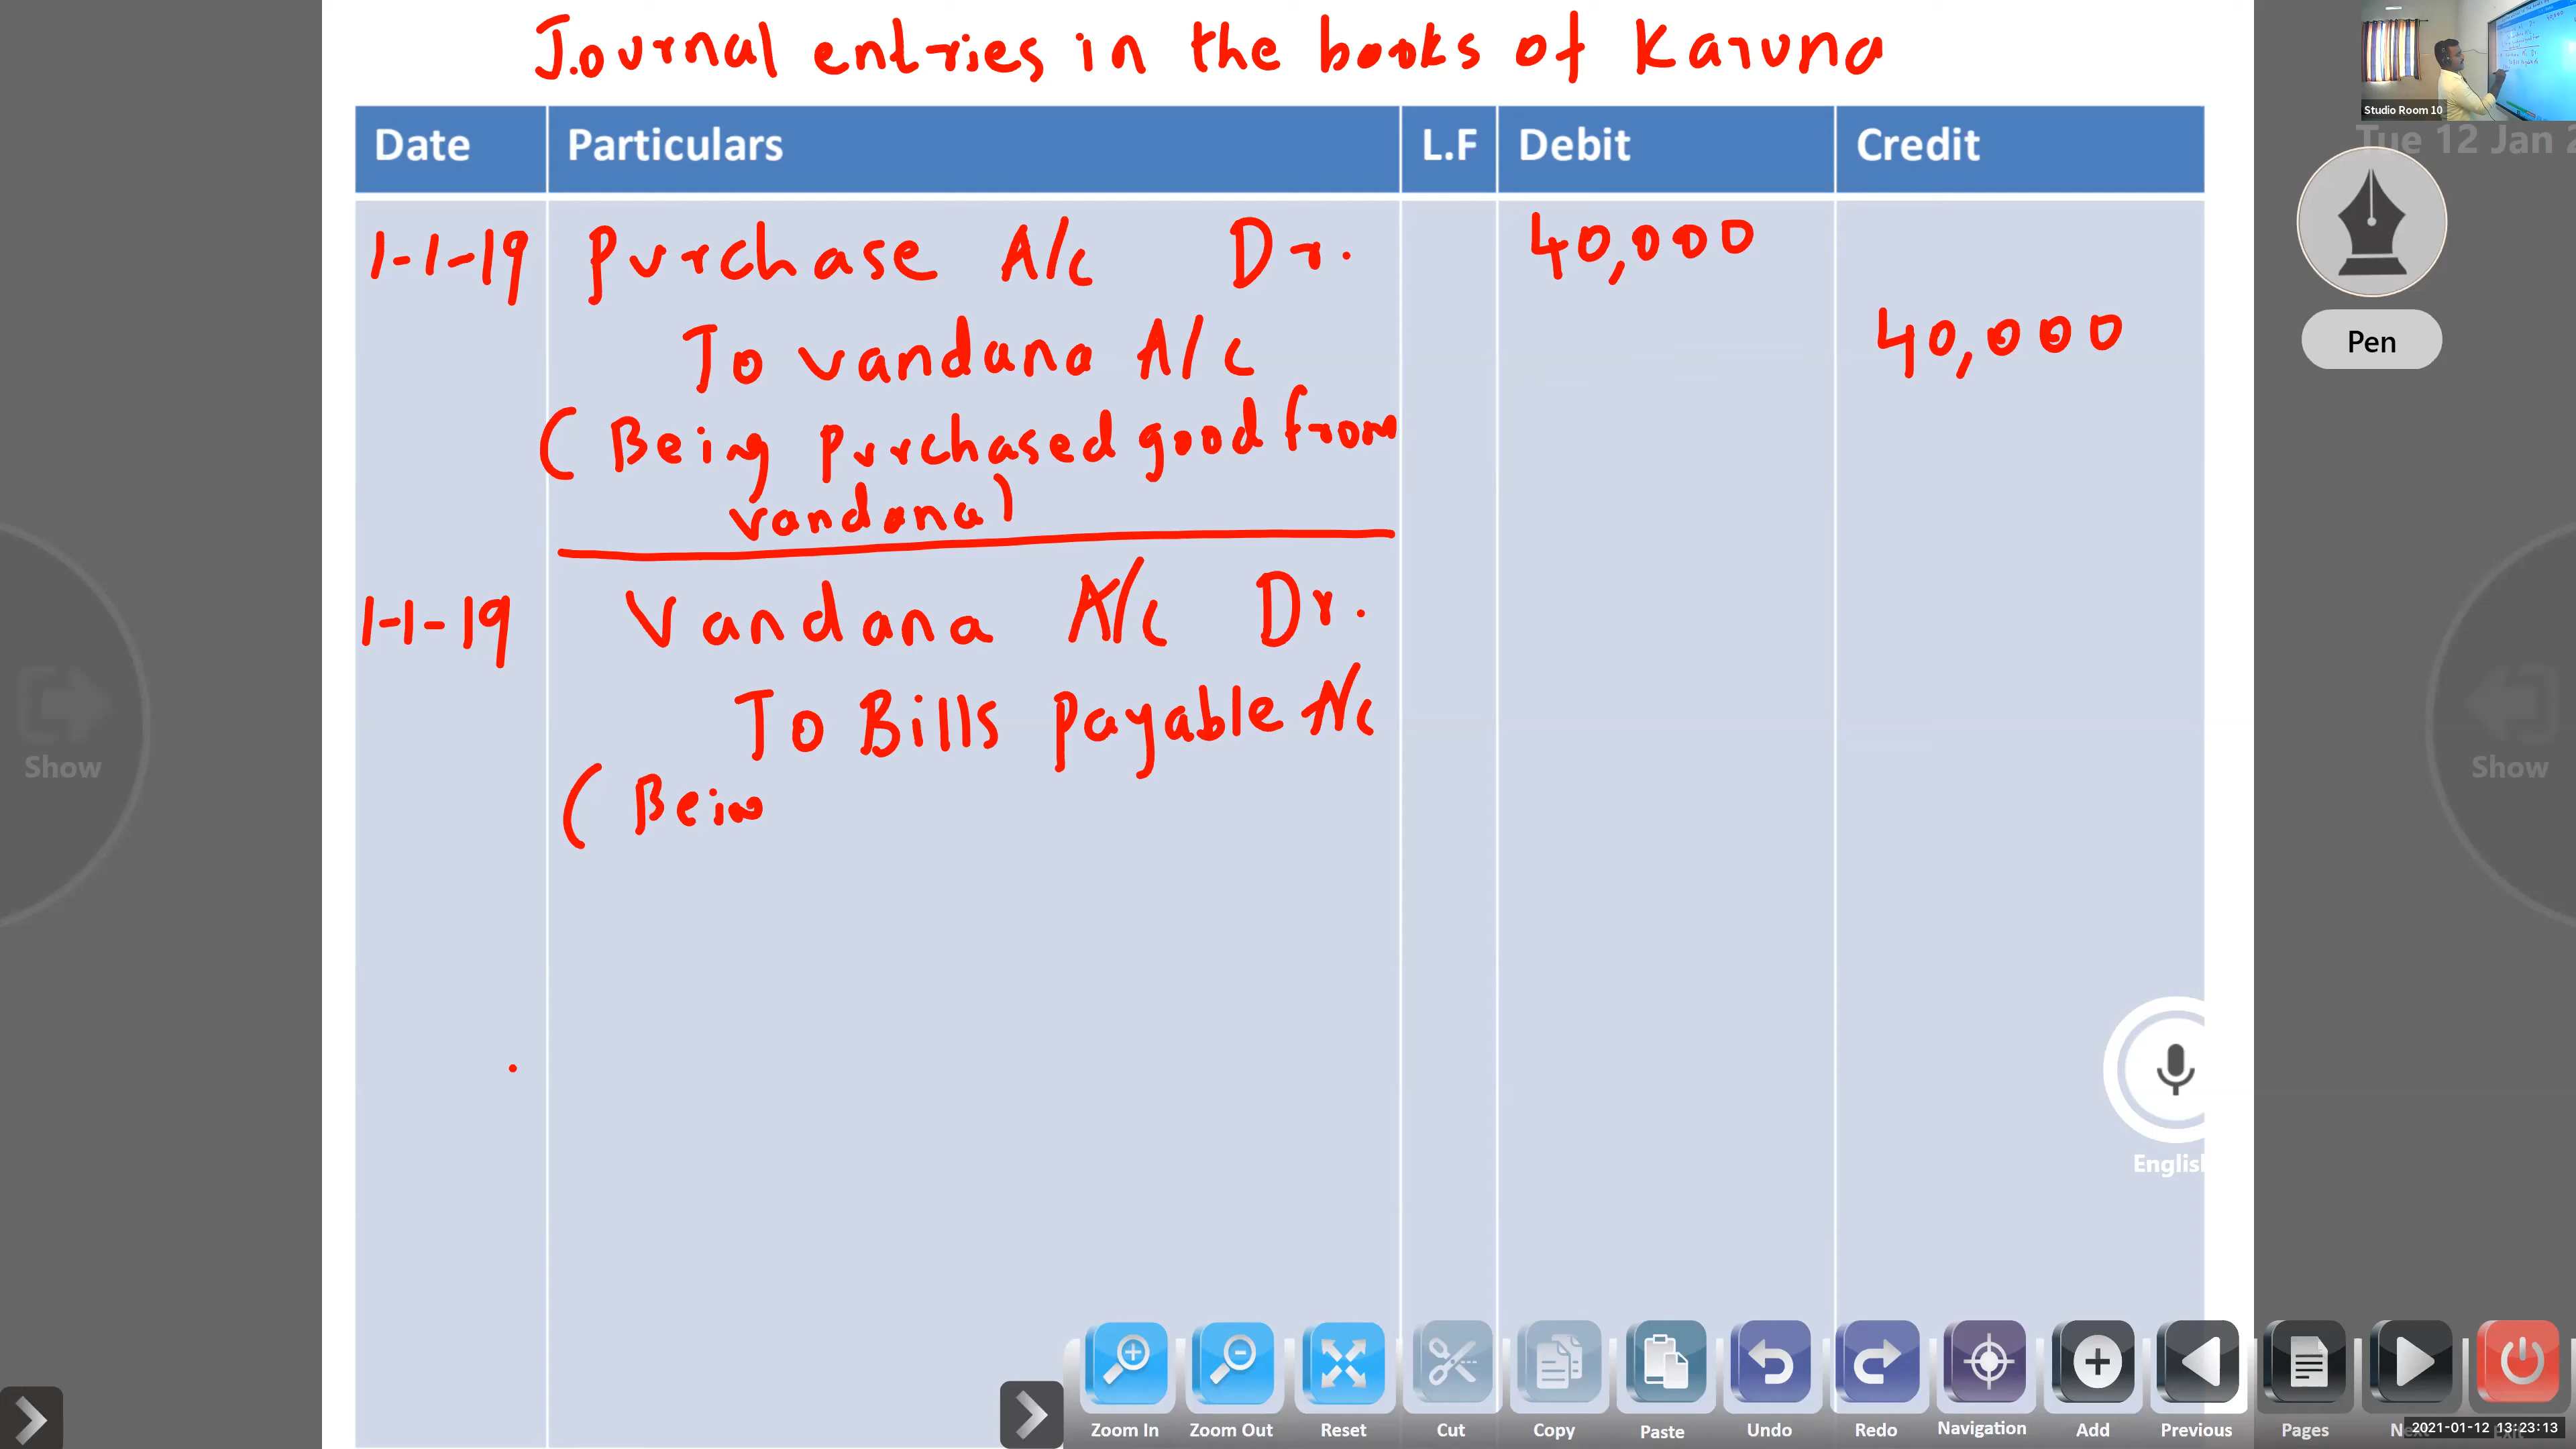 Journal entries in the books of Karuna
Studio Room 10
Tue 12 Jan 2
Date Particulars L.F Debit Credit
1-1-19 Purchase A/c Dr. 40,000
To Vandana A/c 40,000
(Being purchased good from
vandana)
1-1-19 Vandana A/c Dr.
To Bills payable A/c
(Bein
Pen
Show
Show
English
Zoom In Zoom Out Reset Cut Copy Paste Undo Redo Navigation Add Previous Pages
2021-01-12 13:23:13